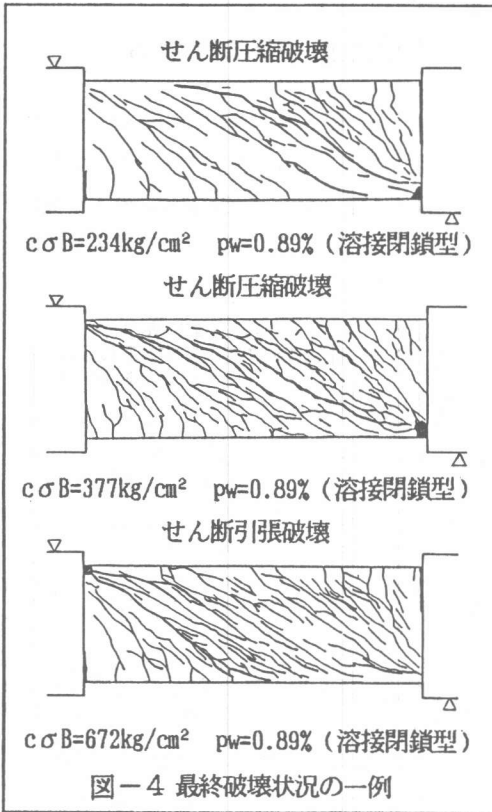 せん断圧縮破壊
cσB=234kg/cm² pw=0.89%(溶接閉鎖型)
せん断圧縮破壊
cσB=377kg/cm² pw=0.89%(溶接閉鎖型)
せん断引張破壊
cσB=672kg/cm² pw=0.89%(溶接閉鎖型)
図-4 最終破壊状況の一例